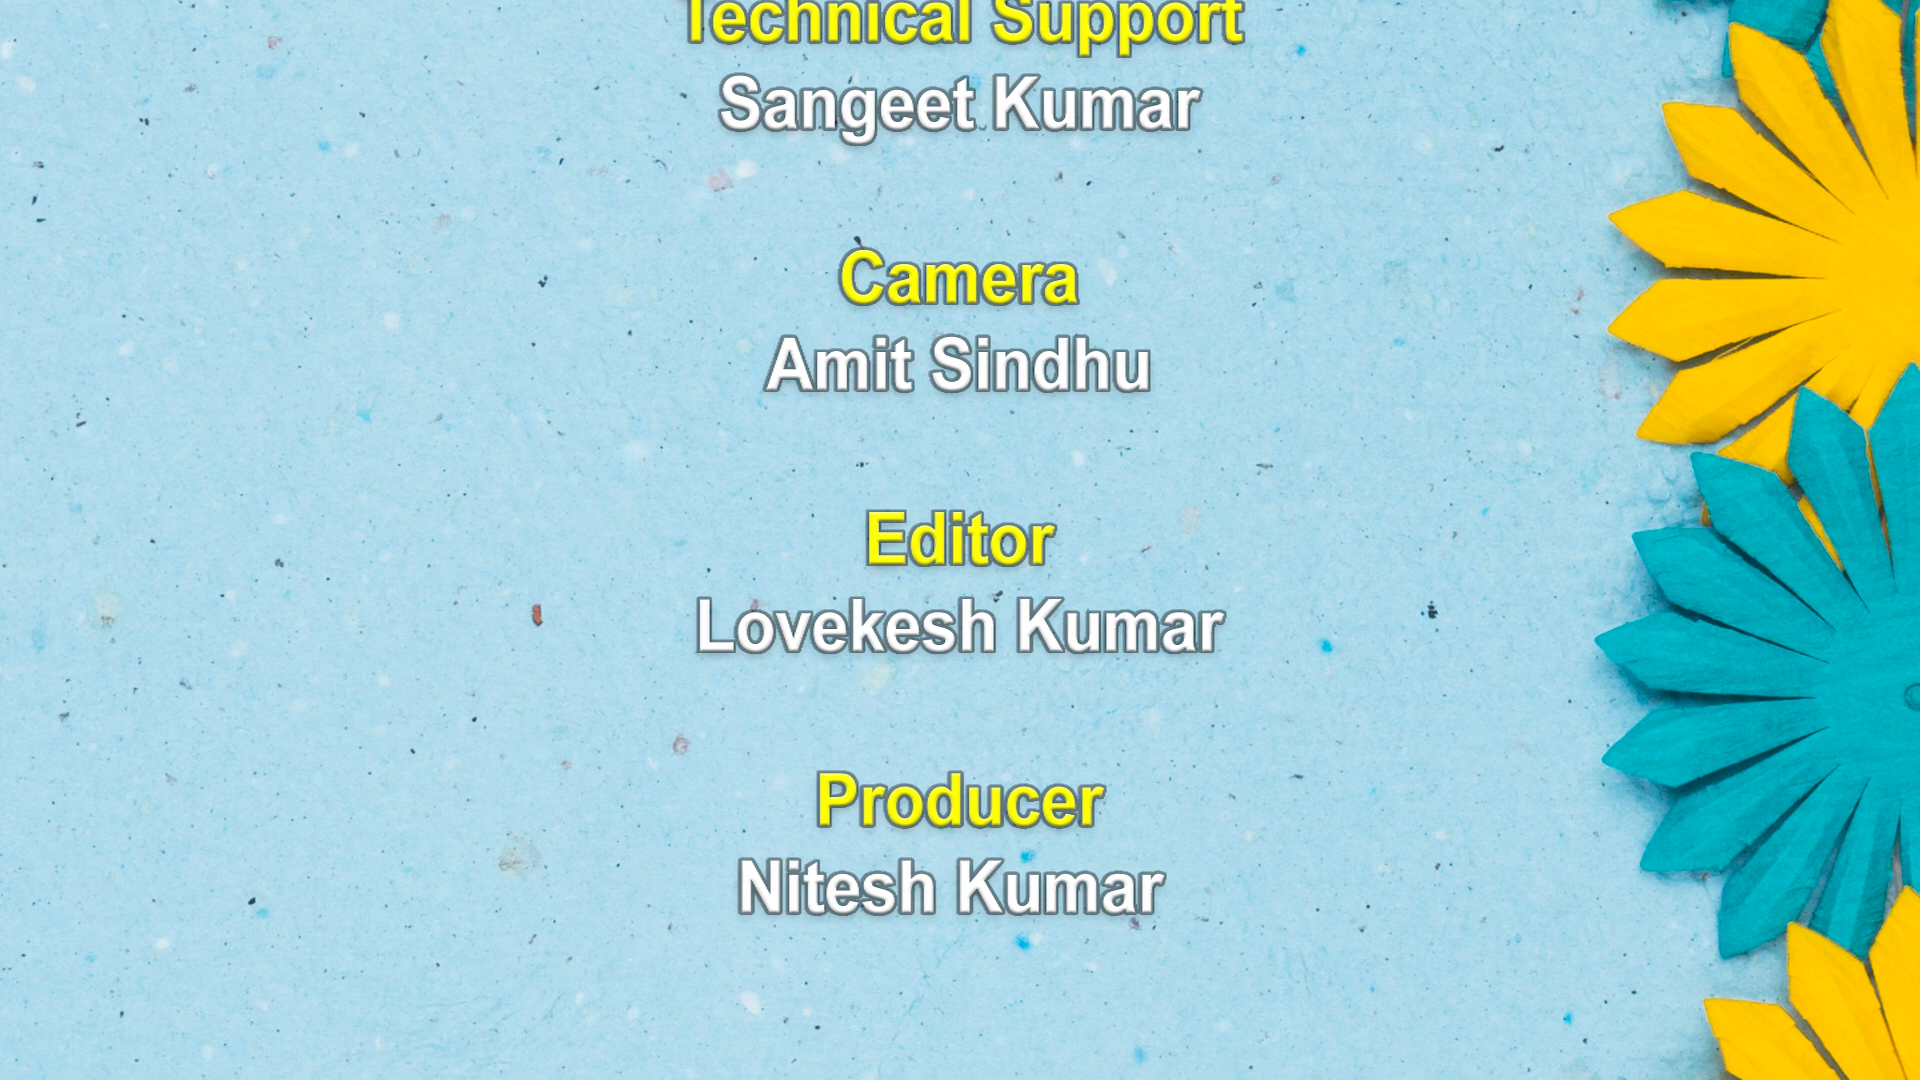 Technical Support
Sangeet Kumar
Camera
Amit Sindhu
Editor
Lovekesh Kumar
Producer
Nitesh Kumar